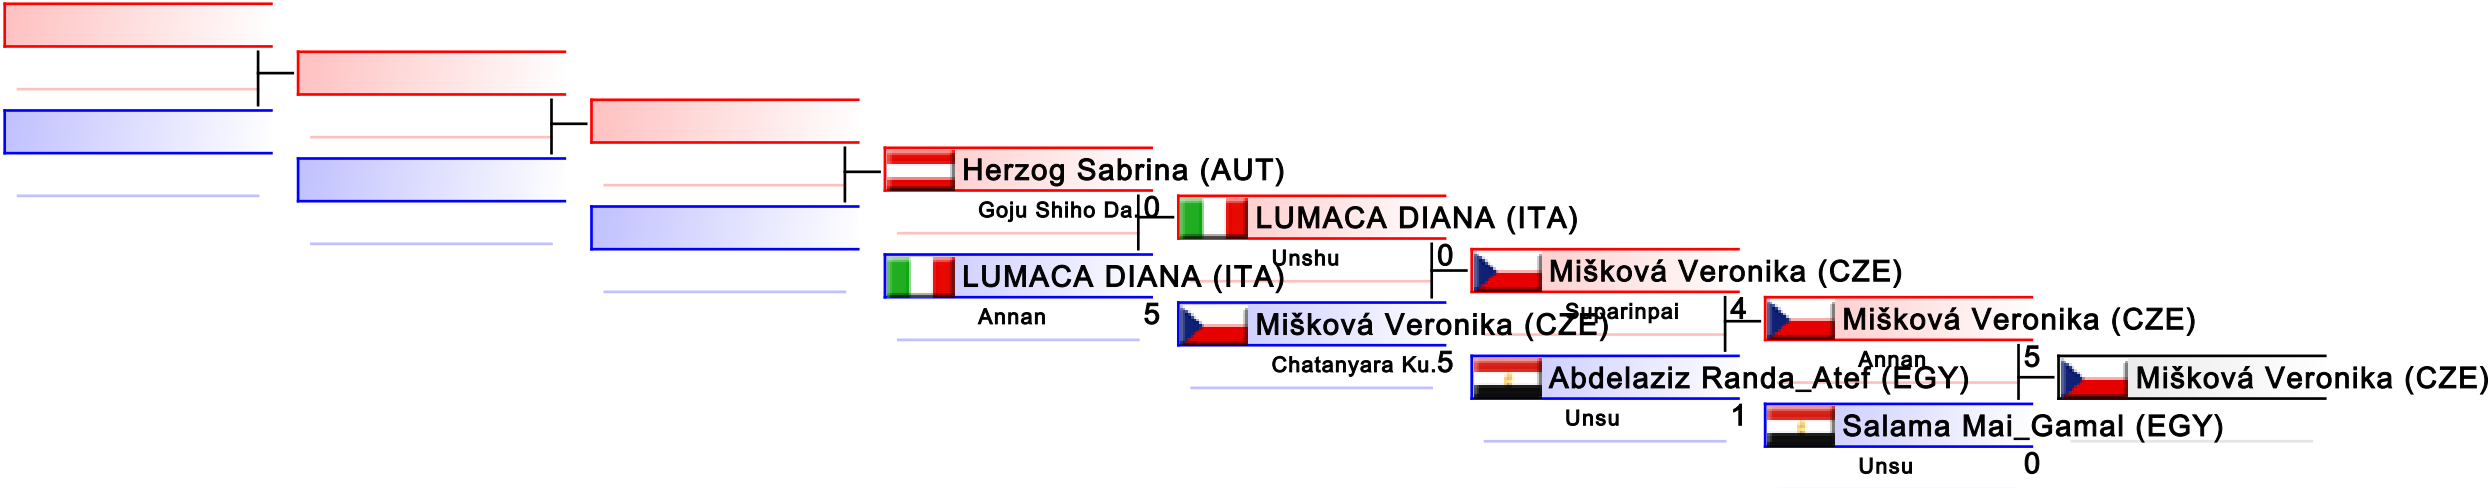 Herzog Sabrina (AUT)
Goju Shiho Da. 0
LUMACA DIANA (ITA)
Annan 5
LUMACA DIANA (ITA)
Unshu 0
Mišková Veronika (CZE)
Chatanyara Ku. 5
Mišková Veronika (CZE)
Suparinpai 4
Abdelaziz Randa_Atef (EGY)
Unsu 1
Mišková Veronika (CZE)
Annan 5
Salama Mai_Gamal (EGY)
Unsu 0
Mišková Veronika (CZE)